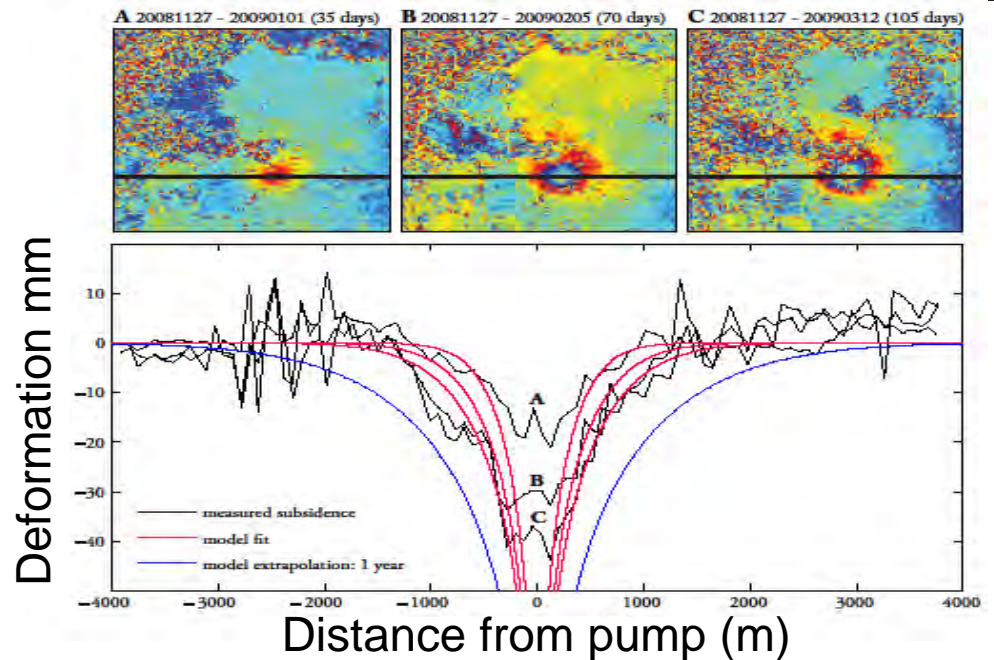 A 20081127 – 20090101 (35 days)
B 20081127 – 20090205 (70 days)
C 20081127 – 20090312 (105 days)
Deformation mm
10
0
−10
−20
−30
−40
A
B
C
measured subsidence
model fit
model extrapolation: 1 year
−4000 −3000 −2000 −1000 0 1000 2000 3000 4000
Distance from pump (m)